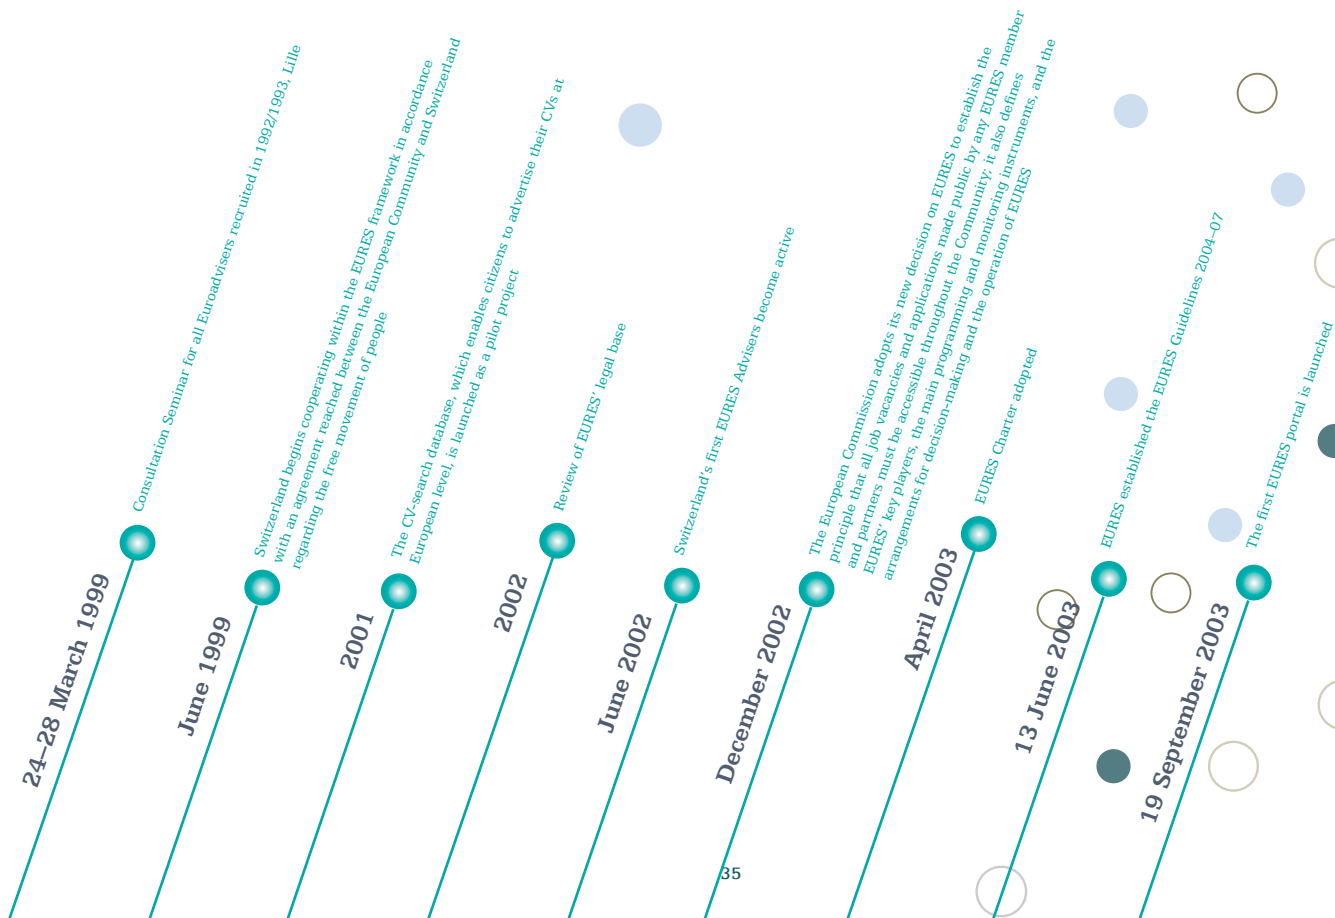 24–28 March 1999
Consultation Seminar for all Euroadvisers recruited in 1992/1993, Lille
June 1999
Switzerland begins cooperating within the EURES framework in accordance
with an agreement reached between the European Community and Switzerland
regarding the free movement of people
2001
The CV-search database, which enables citizens to advertise their CVs at
European level, is launched as a pilot project
2002
Review of EURES’ legal base
June 2002
Switzerland’s first EURES Advisers become active
December 2002
The European Commission adopts its new decision on EURES to establish the
principle that all job vacancies and applications made public by any EURES member
and partners must be accessible throughout the Community; it also defines
EURES’ key players, the main programming and monitoring instruments, and the
arrangements for decision-making and the operation of EURES
April 2003
EURES Charter adopted
13 June 2003
EURES established the EURES Guidelines 2004–07
19 September 2003
The first EURES portal is launched
35